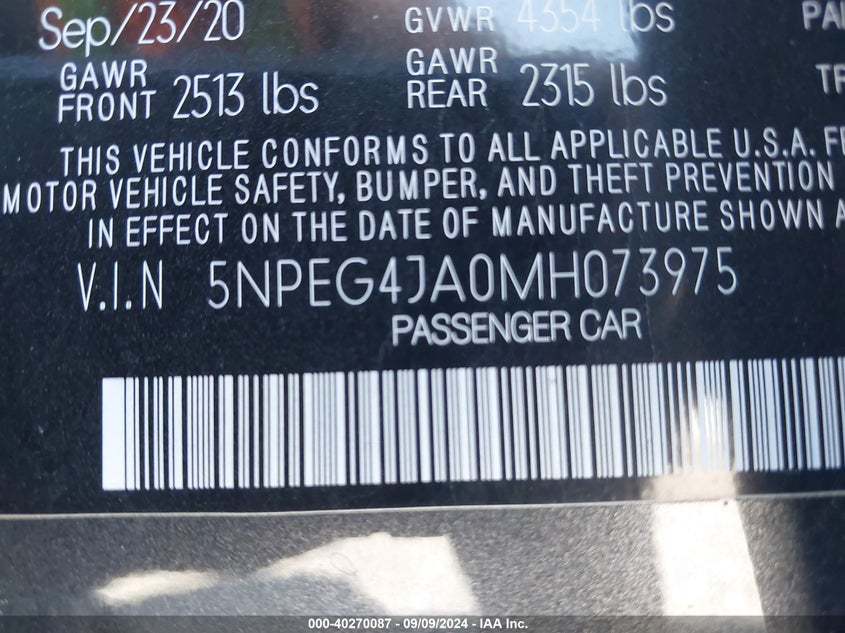 Sep/23/20 GVWR 4354 lbs
GAWR FRONT 2513 lbs GAWR REAR 2315 lbs
THIS VEHICLE CONFORMS TO ALL APPLICABLE U.S.A.
MOTOR VEHICLE SAFETY, BUMPER, AND THEFT PREVENTION
IN EFFECT ON THE DATE OF MANUFACTURE SHOWN
V.I.N 5NPEG4JA0MH073975
PASSENGER CAR
000-40270087 - 09/09/2024 - IAA Inc.